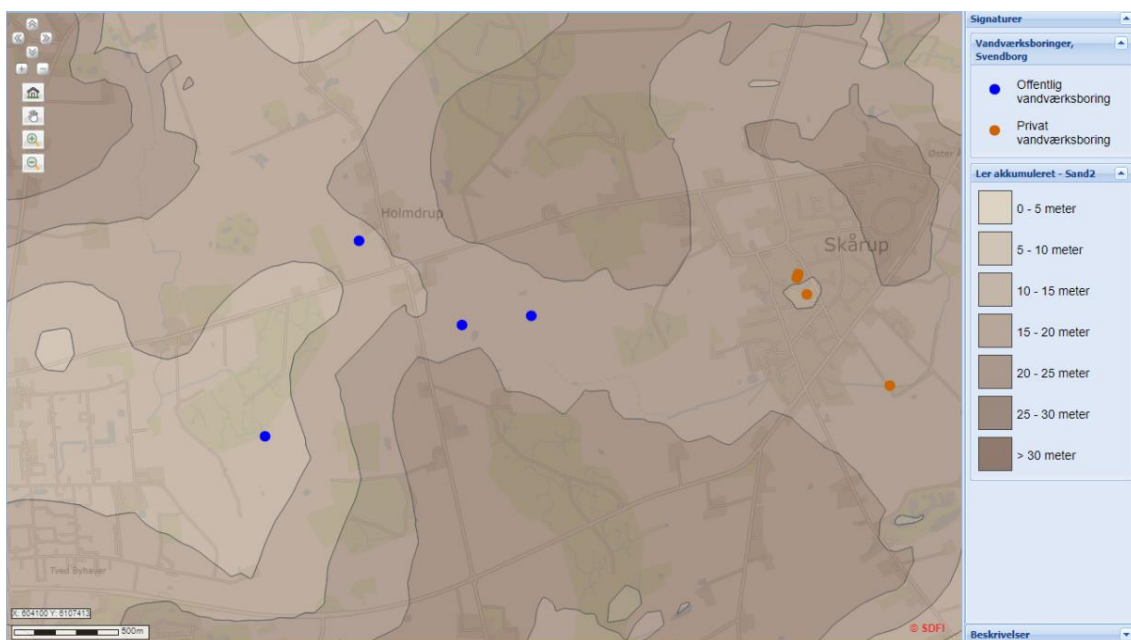 Holmdrup
Skårup
Øster
Tved Byhaver
X: 604100 Y: 6107413
500m
© SDFI
Signaturer
Vandværksboringer,
Svendborg
Offentlig
vandværksboring
Privat
vandværksboring
Ler akkumuleret - Sand2
0 - 5 meter
5 - 10 meter
10 - 15 meter
15 - 20 meter
20 - 25 meter
25 - 30 meter
> 30 meter
Beskrivelser